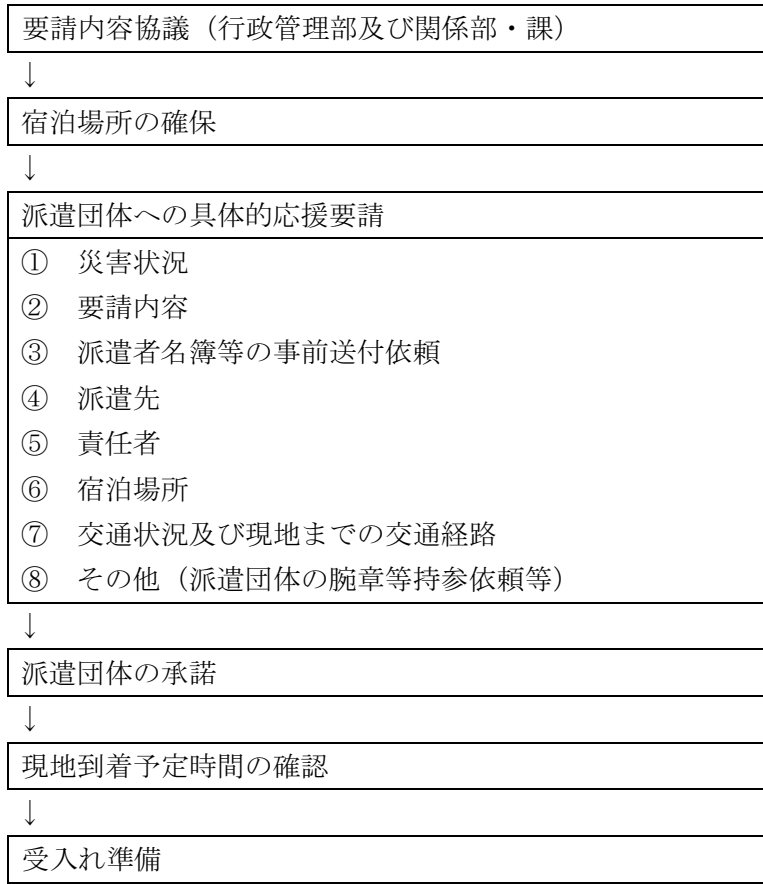 要請内容協議（行政管理部及び関係部・課）
↓
宿泊場所の確保
↓
派遣団体への具体的応援要請
① 災害状況
② 要請内容
③ 派遣者名簿等の事前送付依頼
④ 派遣先
⑤ 責任者
⑥ 宿泊場所
⑦ 交通状況及び現地までの交通経路
⑧ その他（派遣団体の腕章等持参依頼等）
↓
派遣団体の承諾
↓
現地到着予定時間の確認
↓
受入れ準備